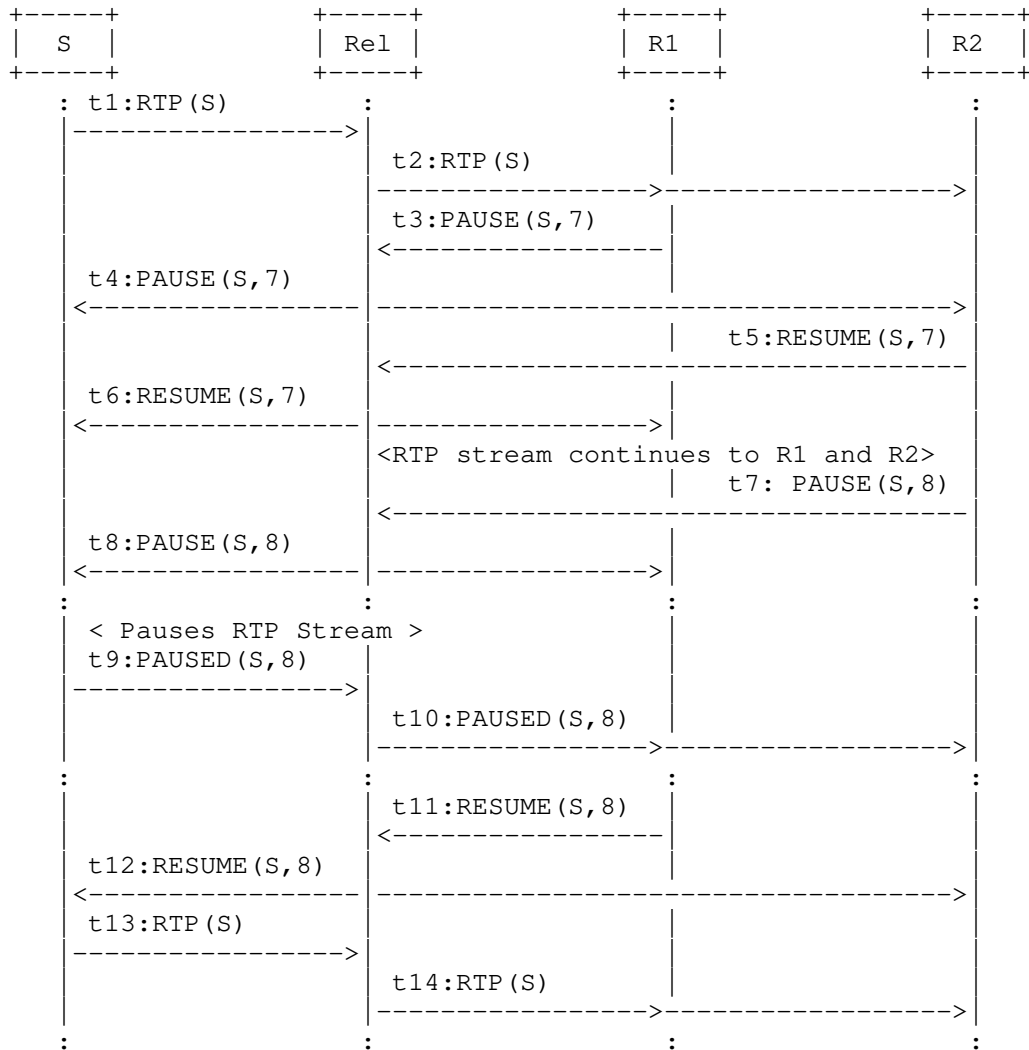 S Rel R1 R2
t1:RTP(S)
t2:RTP(S)
t3:PAUSE(S,7)
t4:PAUSE(S,7)
t5:RESUME(S,7)
t6:RESUME(S,7)
<RTP stream continues to R1 and R2>
t7: PAUSE(S,8)
t8:PAUSE(S,8)
< Pauses RTP Stream >
t9:PAUSED(S,8)
t10:PAUSED(S,8)
t11:RESUME(S,8)
t12:RESUME(S,8)
t13:RTP(S)
t14:RTP(S)